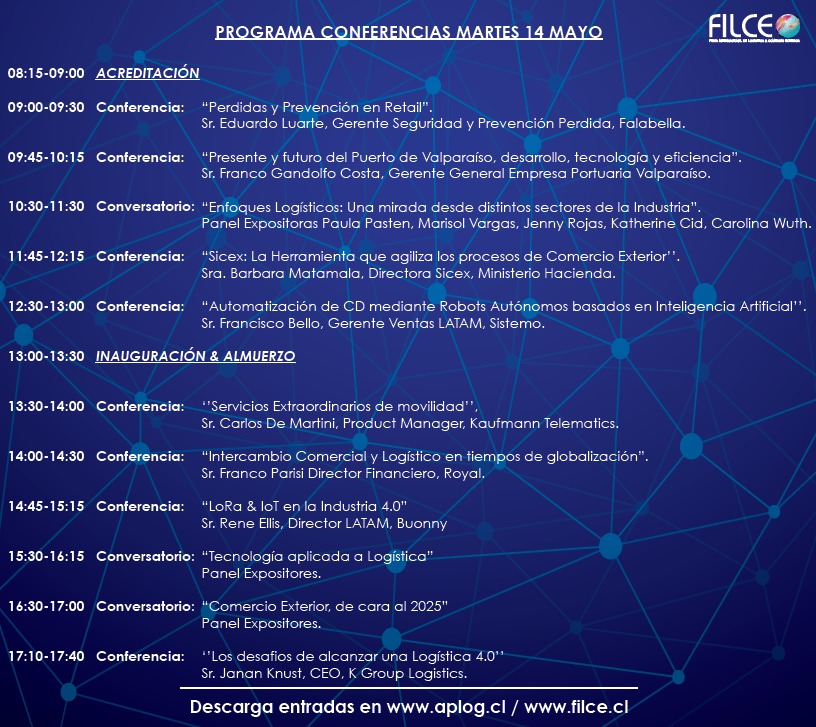 PROGRAMA CONFERENCIAS MARTES 14 MAYO
FILCE
08:15-09:00 ACREDITACIÓN
09:00-09:30 Conferencia: “Perdidas y Prevención en Retail”.
Sr. Eduardo Luarte, Gerente Seguridad y Prevención Perdida, Falabella.
09:45-10:15 Conferencia: “Presente y futuro del Puerto de Valparaíso, desarrollo, tecnología y eficiencia”.
Sr. Franco Gandolfo Costa, Gerente General Empresa Portuaria Valparaíso.
10:30-11:30 Conversatorio: “Enfoques Logísticos: Una mirada desde distintos sectores de la Industria”.
Panel Expositoras Paula Pasten, Marisol Vargas, Jenny Rojas, Katherine Cid, Carolina Wuth.
11:45-12:15 Conferencia: “Sicex: La Herramienta que agiliza los procesos de Comercio Exterior’’.
Sra. Barbara Matamala, Directora Sicex, Ministerio Hacienda.
12:30-13:00 Conferencia: “Automatización de CD mediante Robots Autónomos basados en Inteligencia Artificial’’.
Sr. Francisco Bello, Gerente Ventas LATAM, Sistemo.
13:00-13:30 INAUGURACIÓN & ALMUERZO
13:30-14:00 Conferencia: ‘’Servicios Extraordinarios de movilidad’’,
Sr. Carlos De Martini, Product Manager, Kaufmann Telematics.
14:00-14:30 Conferencia: “Intercambio Comercial y Logístico en tiempos de globalización”.
Sr. Franco Parisi Director Financiero, Royal.
14:45-15:15 Conferencia: “LoRa & IoT en la Industria 4.0”
Sr. Rene Ellis, Director LATAM, Buonny
15:30-16:15 Conversatorio: “Tecnología aplicada a Logística”
Panel Expositores.
16:30-17:00 Conversatorio: “Comercio Exterior, de cara al 2025”
Panel Expositores.
17:10-17:40 Conferencia: ‘’Los desafios de alcanzar una Logística 4.0’’
Sr. Janan Knust, CEO, K Group Logistics.
Descarga entradas en www.aplog.cl / www.filce.cl